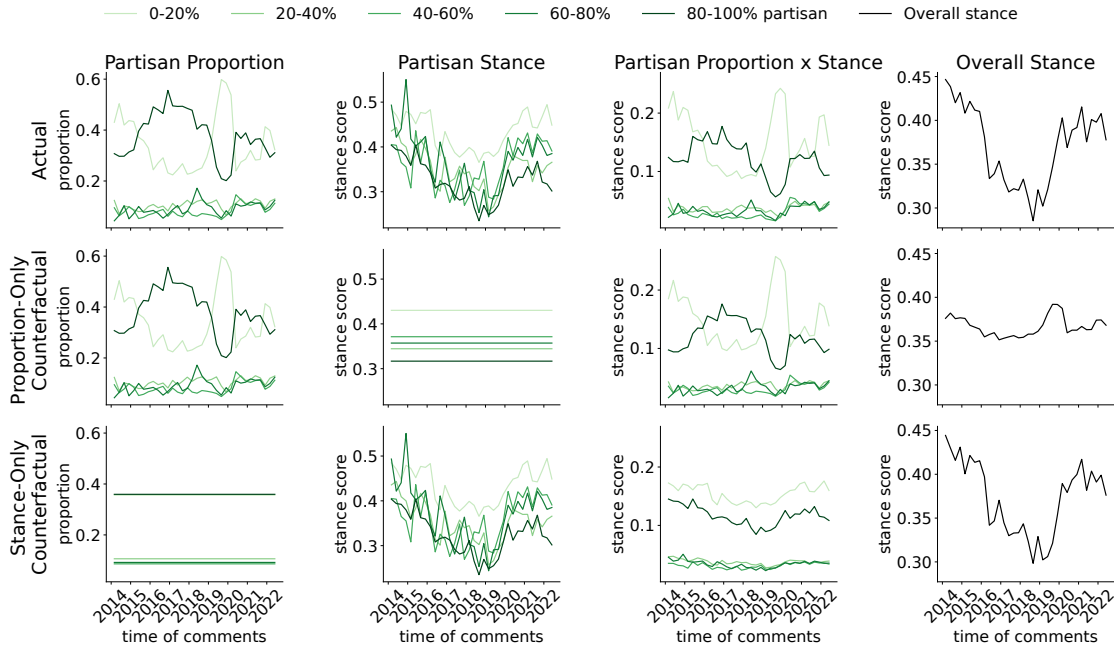 0-20% 20-40% 40-60% 60-80% 80-100% partisan Overall stance
Partisan Proportion Partisan Stance Partisan Proportion x Stance Overall Stance
Actual
proportion
0.6
0.4
0.2
stance score
0.5
0.4
0.3
stance score
0.2
0.1
stance score
0.45
0.40
0.35
0.30
Proportion-Only
Counterfactual
proportion
0.6
0.4
0.2
stance score
0.5
0.4
0.3
stance score
0.2
0.1
stance score
0.45
0.40
0.35
0.30
Stance-Only
Counterfactual
proportion
0.6
0.4
0.2
stance score
0.5
0.4
0.3
stance score
0.2
0.1
stance score
0.45
0.40
0.35
0.30
2014 2015 2016 2017 2018 2019 2020 2021 2022
time of comments
2014 2015 2016 2017 2018 2019 2020 2021 2022
time of comments
2014 2015 2016 2017 2018 2019 2020 2021 2022
time of comments
2014 2015 2016 2017 2018 2019 2020 2021 2022
time of comments